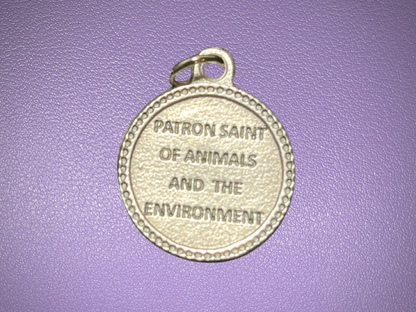 PATRON SAINT
OF ANIMALS
AND THE
ENVIRONMENT